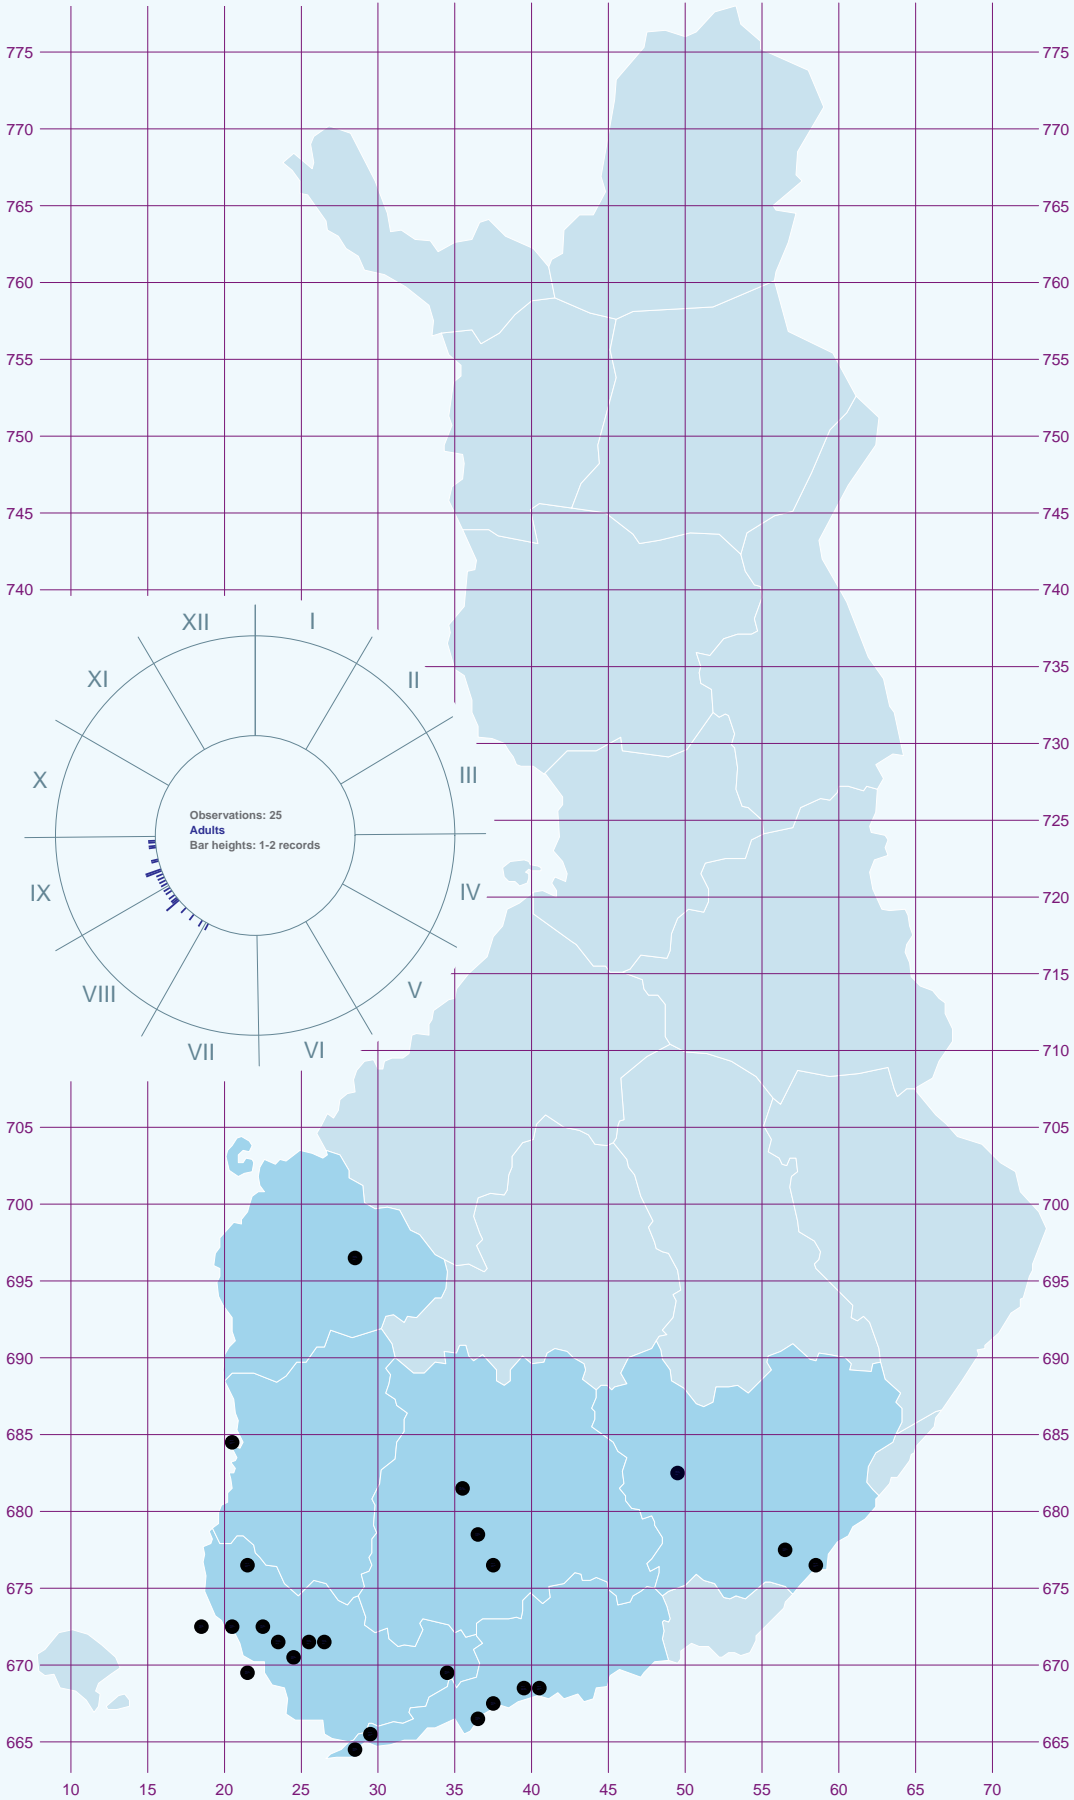 775 775
770 770
765 765
760 760
755 755
750 750
745 745
740 740
XII I
XI II
735
730
X III
Observations: 25
Adults
Bar heights: 1-2 records
725
IX IV
720
VIII V
715
VII VI
710
705 705
700 700
695 695
690 690
685 685
680 680
675 675
670 670
665 665
10 15 20 25 30 35 40 45 50 55 60 65 70